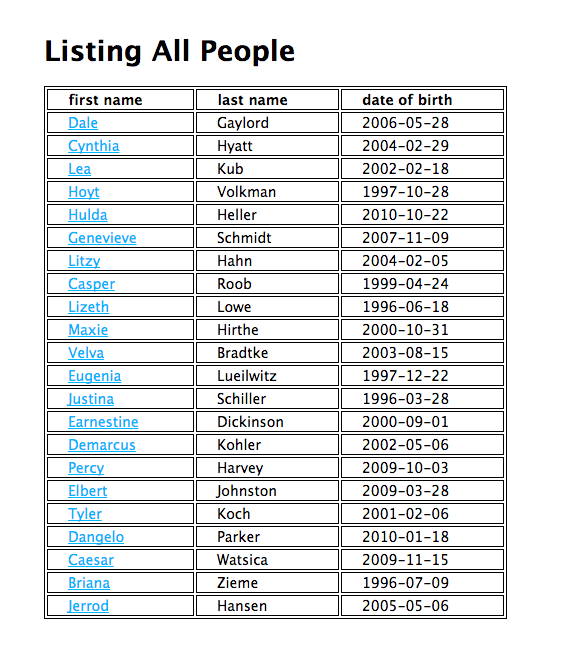 Listing All People
first name last name date of birth
Dale Gaylord 2006-05-28
Cynthia Hyatt 2004-02-29
Lea Kub 2002-02-18
Hoyt Volkman 1997-10-28
Hulda Heller 2010-10-22
Genevieve Schmidt 2007-11-09
Litzy Hahn 2004-02-05
Casper Roob 1999-04-24
Lizeth Lowe 1996-06-18
Maxie Hirthe 2000-10-31
Velva Bradtke 2003-08-15
Eugenia Lueilwitz 1997-12-22
Justina Schiller 1996-03-28
Earnestine Dickinson 2000-09-01
Demarcus Kohler 2002-05-06
Percy Harvey 2009-10-03
Elbert Johnston 2009-03-28
Tyler Koch 2001-02-06
Dangelo Parker 2010-01-18
Caesar Watsica 2009-11-15
Briana Zieme 1996-07-09
Jerrod Hansen 2005-05-06